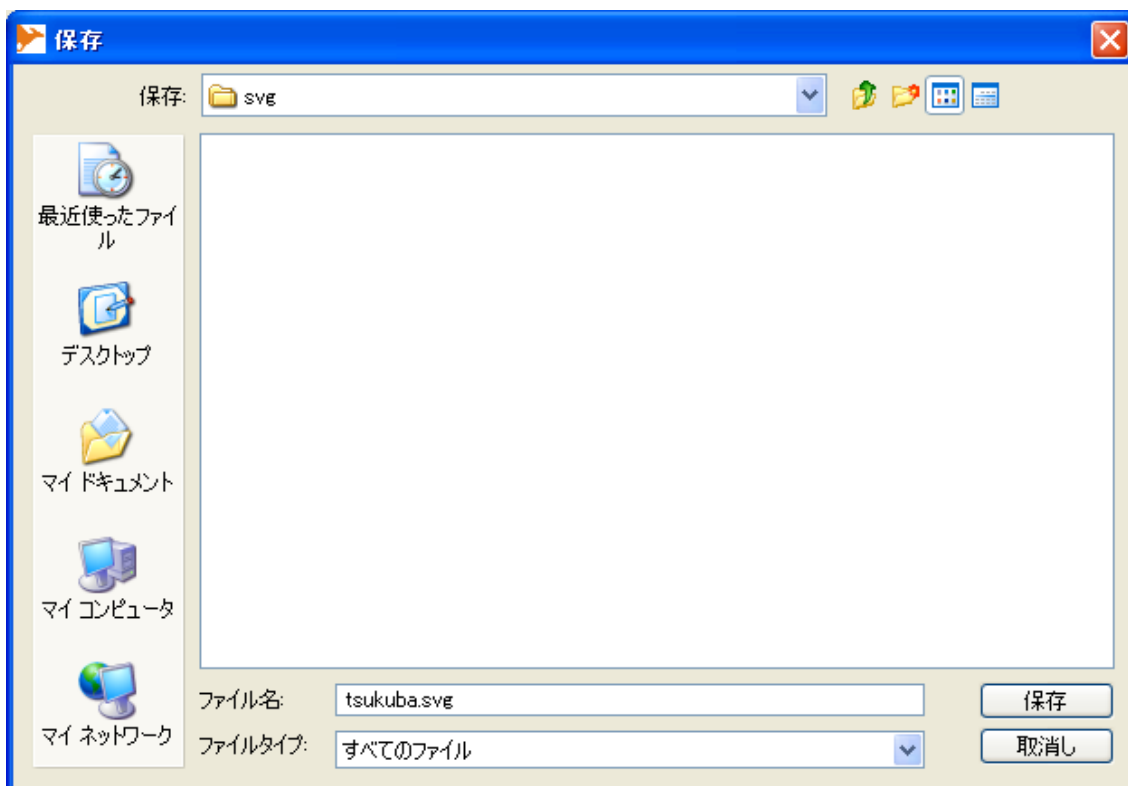 保存
保存:
svg
最近使ったファイ
ル
デスクトップ
マイ ドキュメント
マイ コンピュータ
マイ ネットワーク
ファイル名:
tsukuba.svg
保存
ファイルタイプ:
すべてのファイル
取消し